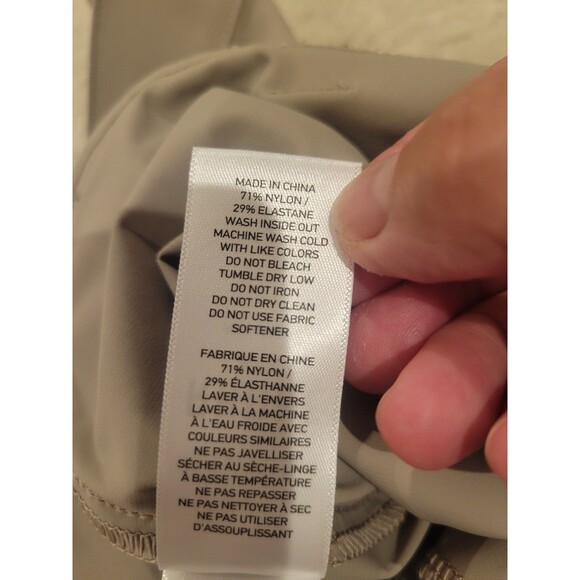 MADE IN CHINA
71% NYLON /
29% ELASTANE
WASH INSIDE OUT
MACHINE WASH COLD
WITH LIKE COLORS
DO NOT BLEACH
TUMBLE DRY LOW
DO NOT IRON
DO NOT DRY CLEAN
DO NOT USE FABRIC
SOFTENER
FABRIQUE EN CHINE
71% NYLON /
29% ÉLASTHANNE
LAVER À L'ENVERS
LAVER À LA MACHINE
À L'EAU FROIDE AVEC
COULEURS SIMILAIRES
NE PAS JAVELLISER
SÉCHER AU SÈCHE-LINGE
À BASSE TEMPÉRATURE
NE PAS REPASSER
NE PAS NETTOYER À SEC
NE PAS UTILISER
D'ASSOUPLISSANT